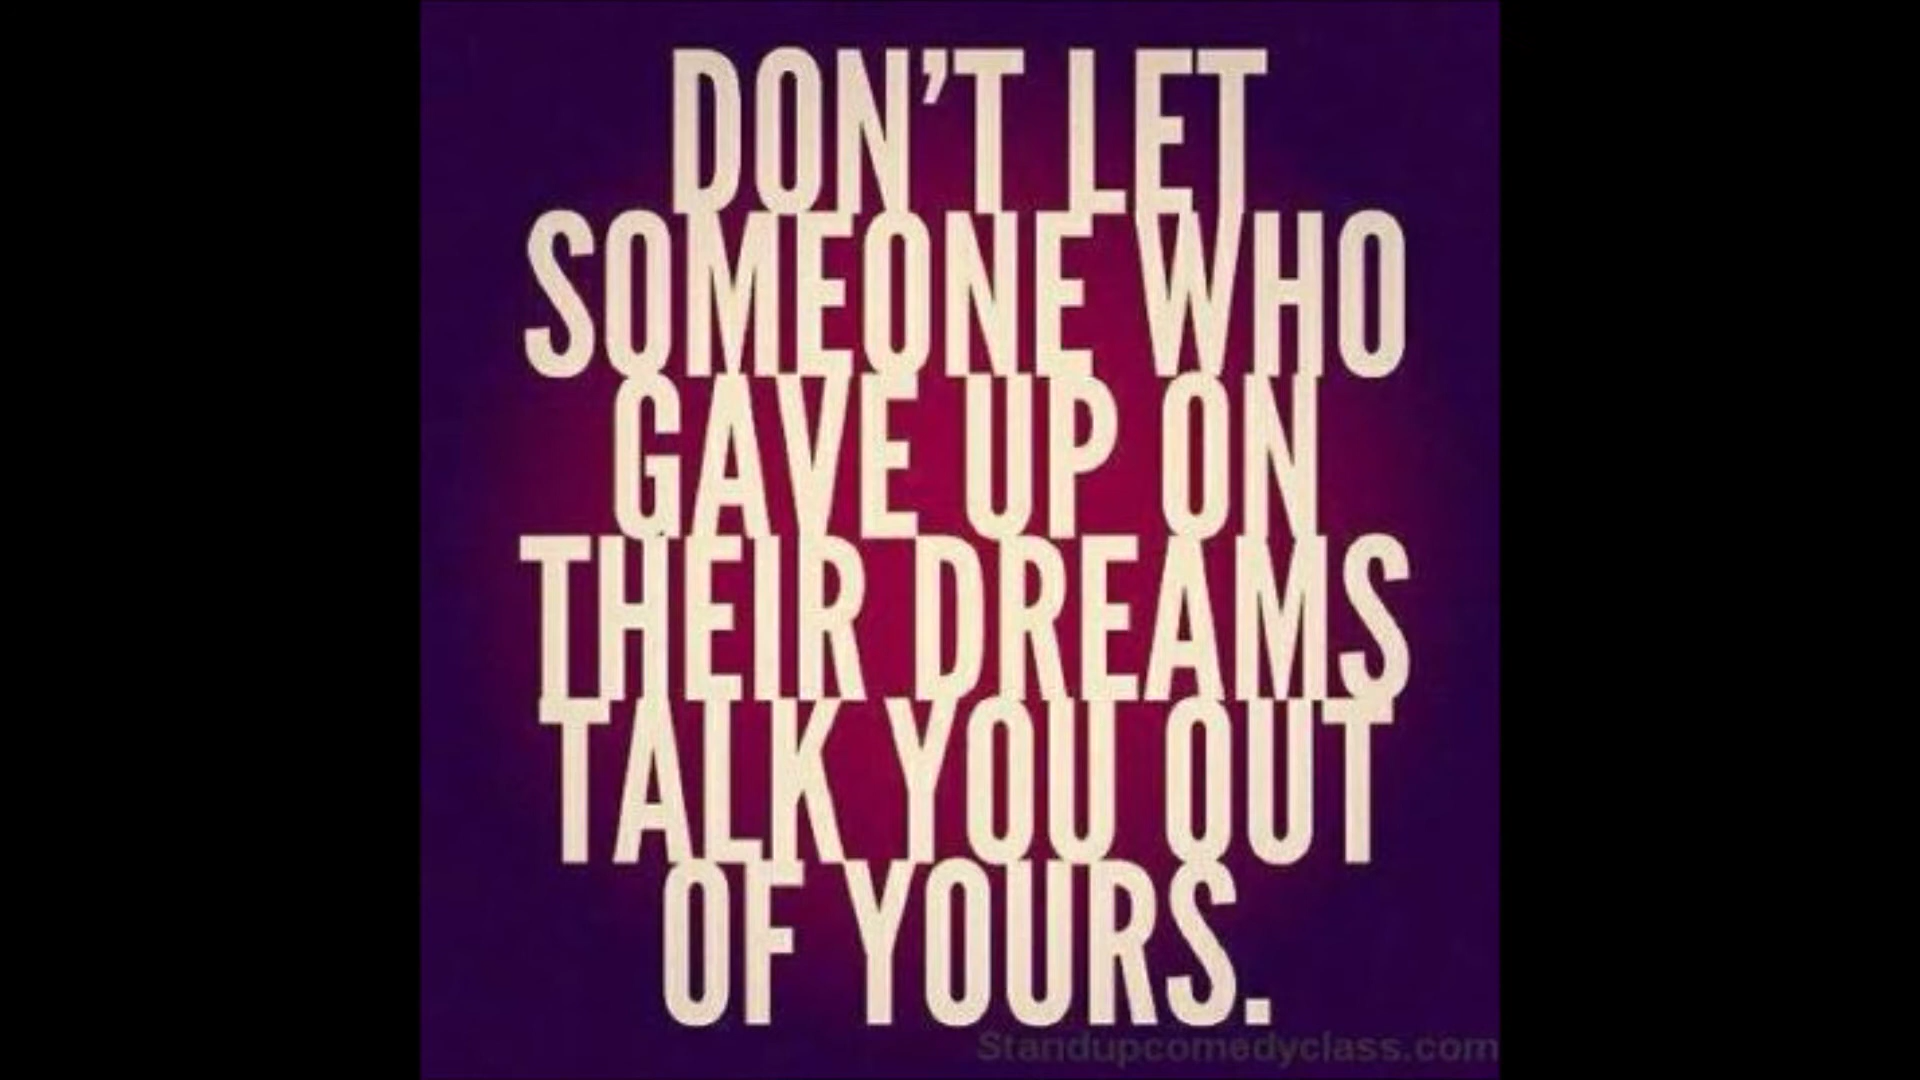 DON'T LET
SOMEONE WHO
GAVE UP ON
THEIR DREAMS
TALK YOU OUT
OF YOURS.
Standupcomedyclass.com